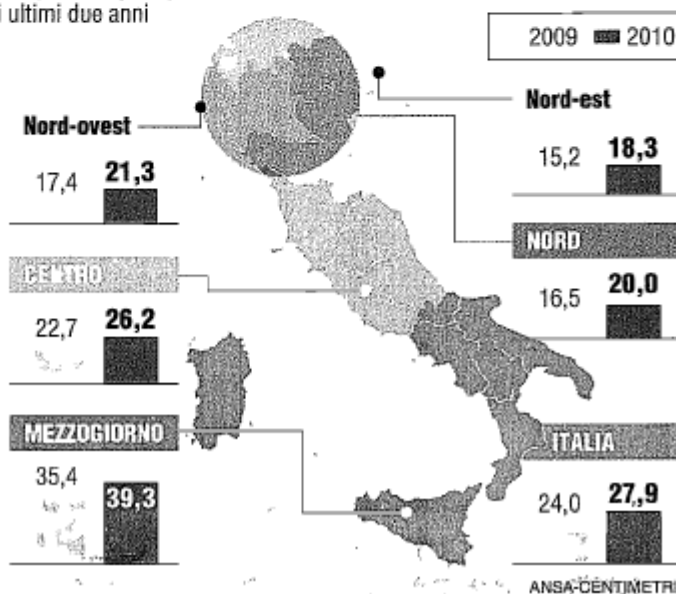 i ultimi due anni
2009 2010
Nord-ovest
17,4 21,3
Nord-est
15,2 18,3
NORD
16,5 20,0
CENTRO
22,7 26,2
MEZZOGIORNO
35,4 39,3
ITALIA
24,0 27,9
ANSA-CENTIMETRI